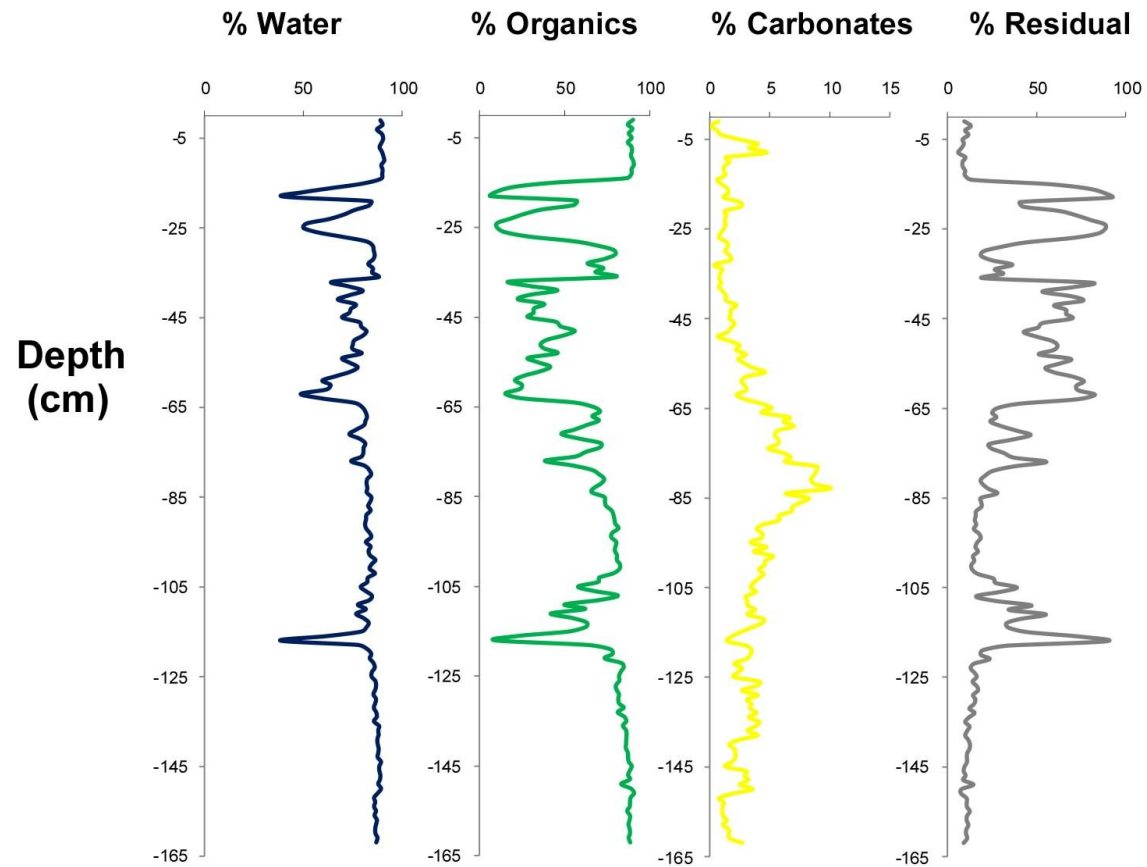 % Water
% Organics
% Carbonates
% Residual
0 50 100
0 50 100
0 5 10 15
0 50 100
-5 -5 -5 -5
-25 -25 -25 -25
-45 -45 -45 -45
Depth
(cm)
-65 -65 -65 -65
-85 -85 -85 -85
-105 -105 -105 -105
-125 -125 -125 -125
-145 -145 -145 -145
-165 -165 -165 -165